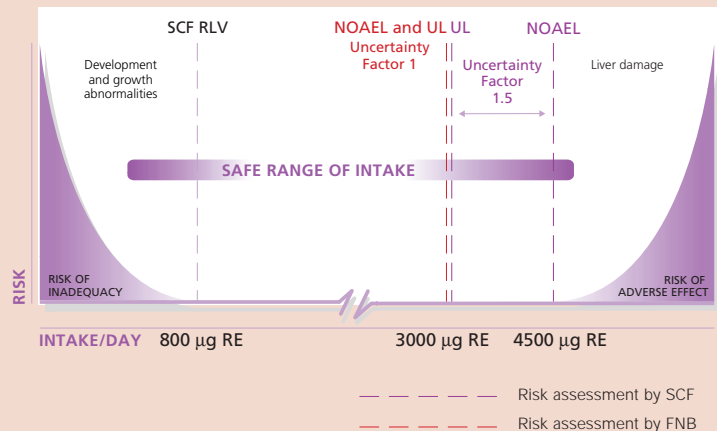 SCF RLV
NOAEL and UL UL
NOAEL
Development
and growth
abnormalities
Uncertainty
Factor 1
Uncertainty
Factor
1.5
Liver damage
SAFE RANGE OF INTAKE
RISK
RISK OF
INADEQUACY
RISK OF
ADVERSE EFFECT
INTAKE/DAY 800 µg RE 3000 µg RE 4500 µg RE
Risk assessment by SCF
Risk assessment by FNB